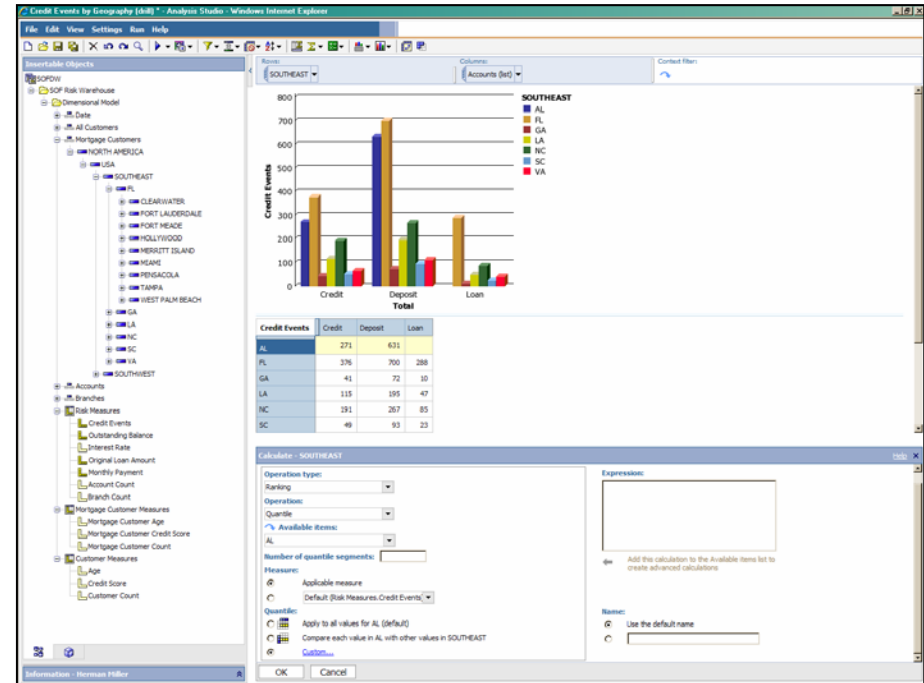 Credit Events by Geography (drill) * - Analysis Studio - Windows Internet Explorer
File Edit View Settings Run Help
Insertable Objects
SOFDW
SOF Risk Warehouse
Dimensional Model
Date
All Customers
Mortgage Customers
NORTH AMERICA
USA
SOUTHEAST
FL
CLEARWATER
FORT LAUDERDALE
FORT MEADE
HOLLYWOOD
MERRITT ISLAND
MIAMI
PENSACOLA
TAMPA
WEST PALM BEACH
GA
LA
NC
SC
VA
SOUTHWEST
Accounts
Branches
Risk Measures
Credit Events
Outstanding Balance
Interest Rate
Original Loan Amount
Monthly Payment
Account Count
Branch Count
Mortgage Customer Measures
Mortgage Customer Age
Mortgage Customer Credit Score
Mortgage Customer Count
Customer Measures
Age
Credit Score
Customer Count
Information - Herman Miller
Rows: Columns: Context filter:
SOUTHEAST Accounts (list)
800
700
600
500
400
300
200
100
0
Credit Events
Credit Deposit Loan
Total
SOUTHEAST
AL
FL
GA
LA
NC
SC
VA
Credit Events Credit Deposit Loan
AL 271 631
FL 376 700 288
GA 41 72 10
LA 115 195 47
NC 191 267 85
SC 49 93 23
Calculate - SOUTHEAST Help
Operation type:
Ranking
Operation:
Quantile
Available items:
AL
Number of quantile segments:
Measure:
Applicable measure
Default (Risk Measures.Credit Events)
Quantile:
Apply to all values for AL (default)
Compare each value in AL with other values in SOUTHEAST
Custom...
Expression:
Add this calculation to the Available items list to
create advanced calculations
Name:
Use the default name
OK Cancel